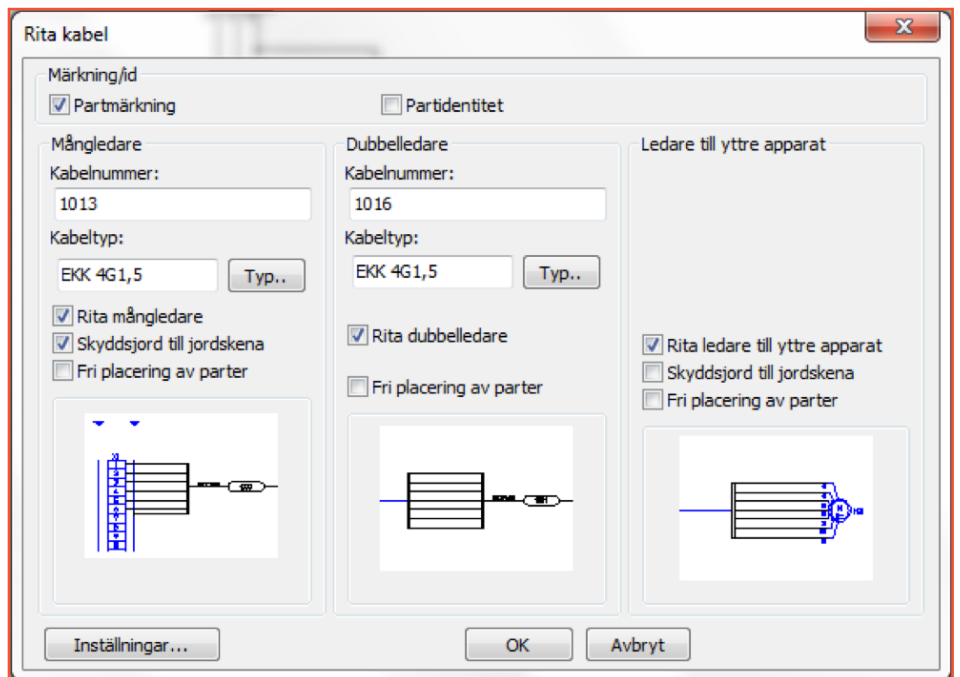 Rita kabel
Märkning/id
Partmärkning
Partidentitet
Mångledare
Kabelnummer:
1013
Kabeltyp:
EKK 4G1,5
Typ..
Rita mångledare
Skyddsjord till jordskena
Fri placering av parter
Dubbelledare
Kabelnummer:
1016
Kabeltyp:
EKK 4G1,5
Typ..
Rita dubbelledare
Fri placering av parter
Ledare till yttre apparat
Rita ledare till yttre apparat
Skyddsjord till jordskena
Fri placering av parter
Inställningar...
OK
Avbryt